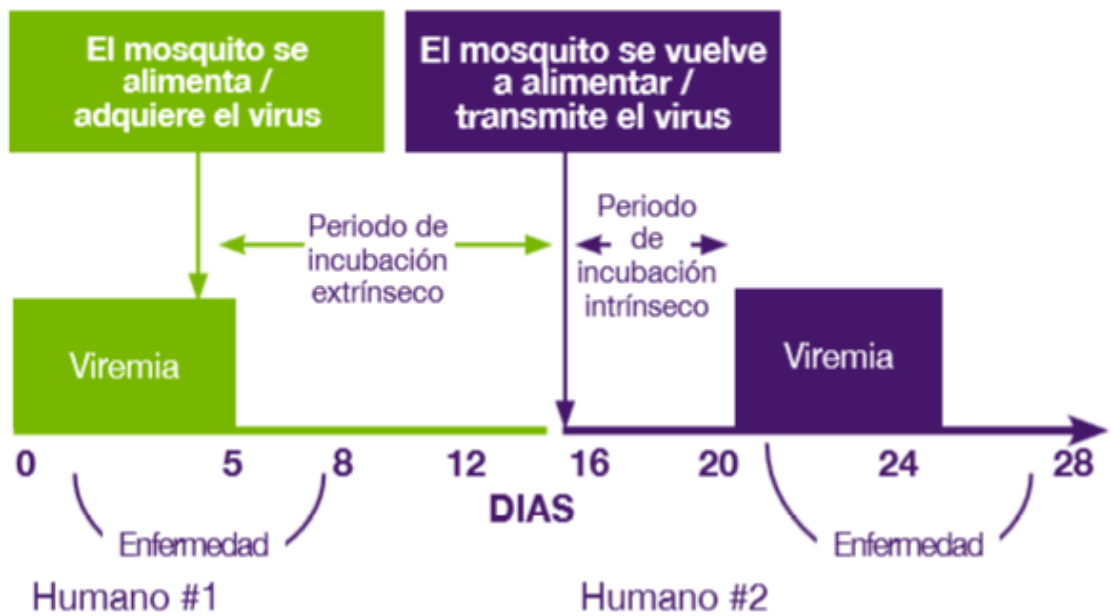 El mosquito se
alimenta /
adquiere el virus
El mosquito se vuelve
a alimentar /
transmite el virus
Periodo de
incubación
extrínseco
Periodo
de
incubación
intrínseco
Viremia
Viremia
0 5 8 12 16 20 24 28
DIAS
Enfermedad
Enfermedad
Humano #1
Humano #2